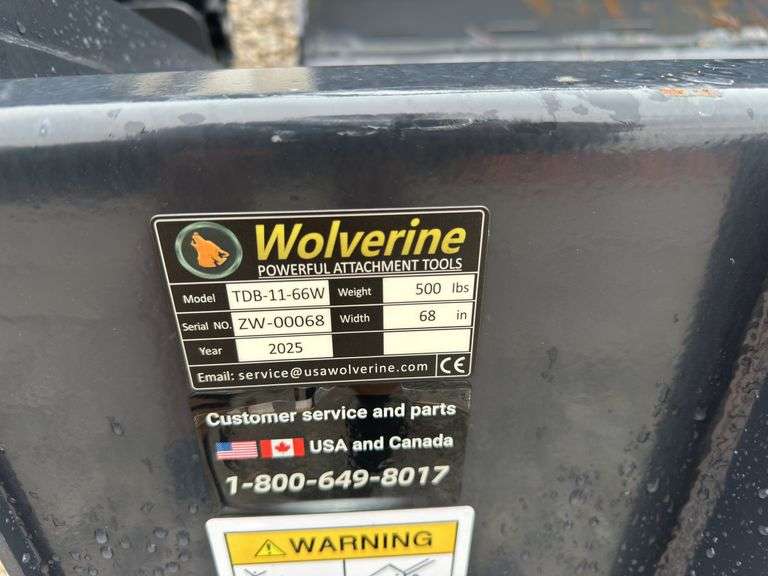 Wolverine
POWERFUL ATTACHMENT TOOLS
Model TDB-11-66W Weight 500 lbs
Serial NO. ZW-00068 Width 68 in
Year 2025
Email: service@usawolverine.com CE
Customer service and parts
USA and Canada
1-800-649-8017
WARNING